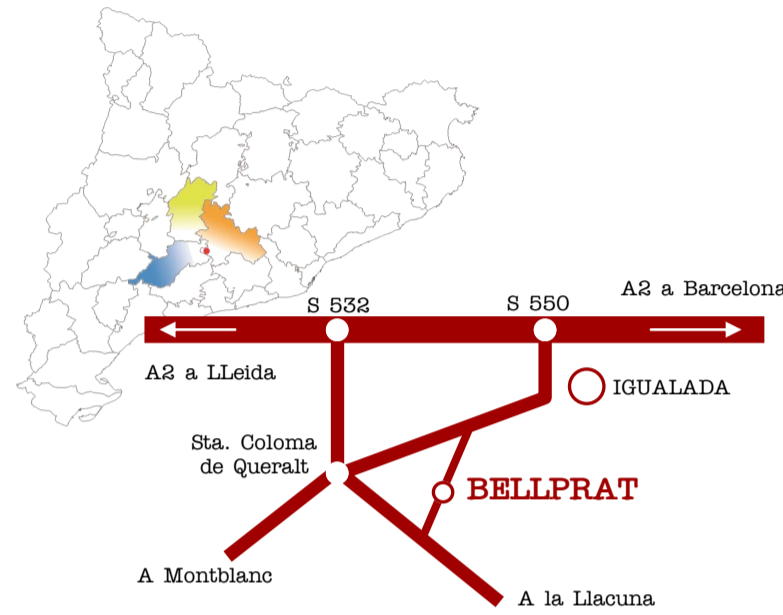 S 532
S 550
A2 a Barcelona
A2 a LLeida
IGUALADA
Sta. Coloma
de Queralt
BELLPRAT
A Montblanc
A la Llacuna